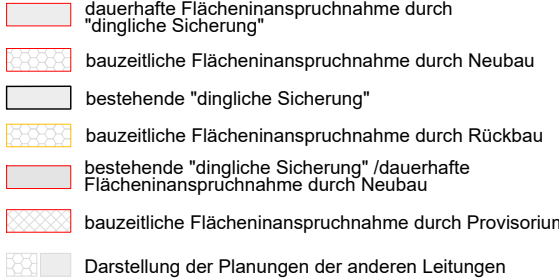 dauerhafte Flächeninanspruchnahme durch
"dingliche Sicherung"
bauzeitliche Flächeninanspruchnahme durch Neubau
bestehende "dingliche Sicherung"
bauzeitliche Flächeninanspruchnahme durch Rückbau
bestehende "dingliche Sicherung" /dauerhafte
Flächeninanspruchnahme durch Neubau
bauzeitliche Flächeninanspruchnahme durch Provisorium
Darstellung der Planungen der anderen Leitungen